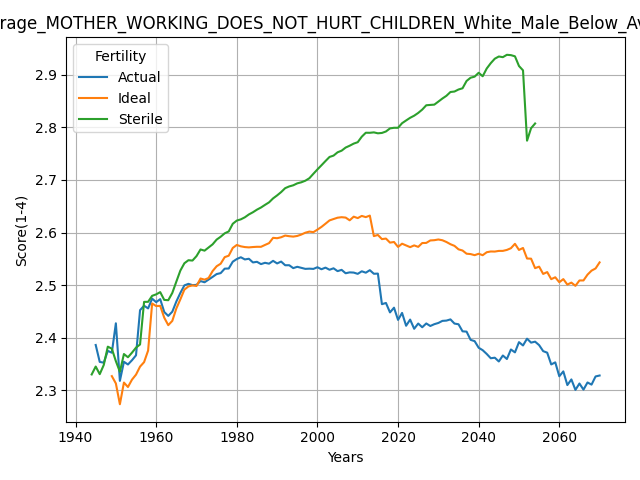 rage_MOTHER_WORKING_DOES_NOT_HURT_CHILDREN_White_Male_Below_Av
Fertility
Actual
Ideal
Sterile
Score(1-4)
2.9
2.8
2.7
2.6
2.5
2.4
2.3
1940 1960 1980 2000 2020 2040 2060
Years